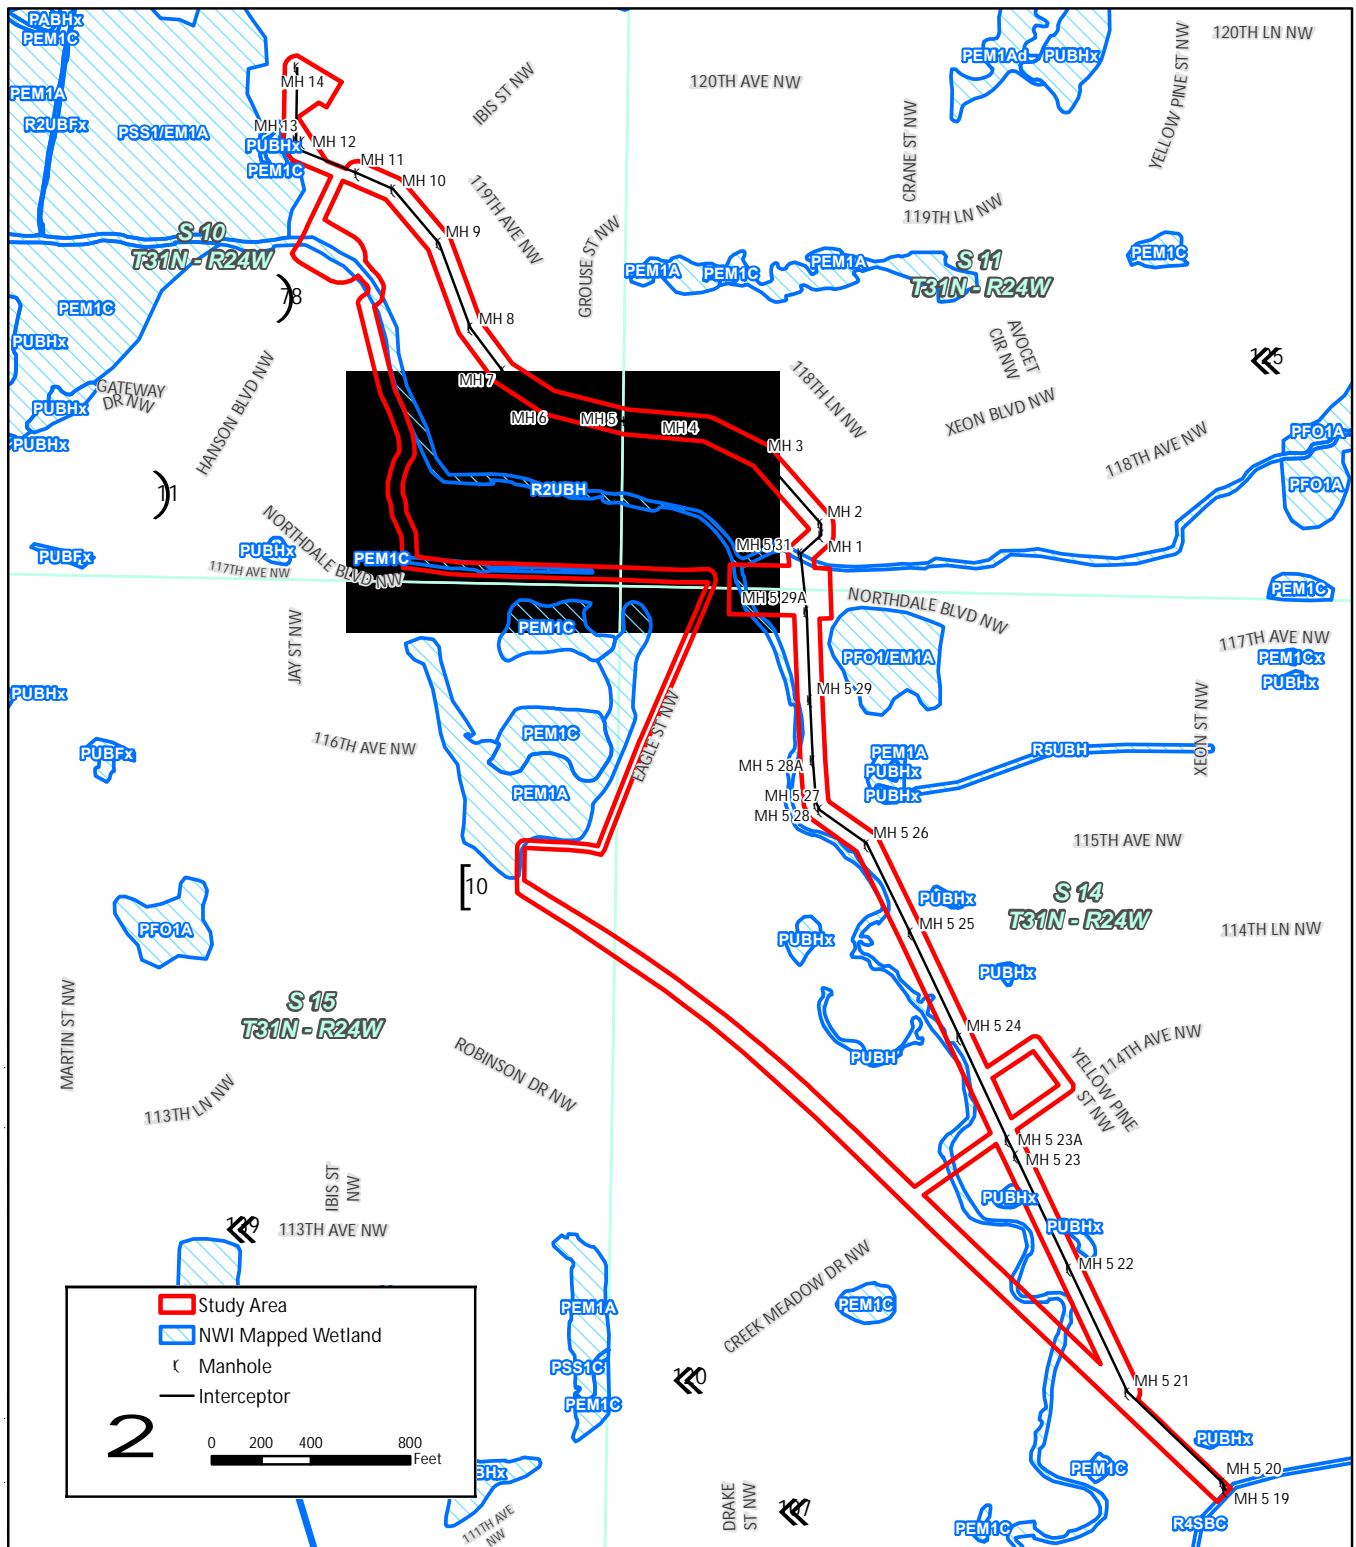 PABHx
PEM1C
120TH LN NW
PEM1Ad
PUBHx
YELLOW PINE ST NW
MH 14
IBIS ST NW
120TH AVE NW
PEM1A
R2UBFx
PSS1/EM1A
MH 13
MH 12
PUBHx
PEM1C
MH 11
MH 10
CRANE ST NW
119TH AVE NW
119TH LN NW
S 10
T31N - R24W
MH 9
GROUSE ST NW
PEM1A
PEM1C
PEM1A
S 11
T31N - R24W
PEM1C
78
PEM1C
MH 8
PUBHx
AVOCET
CIR NW
125
GATEWAY
DR NW
HANSON BLVD NW
MH 7
118TH LN NW
PUBHx
MH 6
MH 5
MH 4
MH 3
XEON BLVD NW
118TH AVE NW
PFO1A
PUBHx
PFO1A
11
R2UBH
MH 2
NORTHDALE BLVD NW
MH 5 31
MH 1
PUBFx
PUBHx
PEM1C
117TH AVE NW
PEM1C
MH 5 29A
NORTHDALE BLVD NW
JAY ST NW
PEM1C
PFO1/EM1A
117TH AVE NW
PEM1Cx
PUBHx
PUBHx
MH 5 29
EAGLE ST NW
XEON ST NW
116TH AVE NW
PUBFx
PEM1C
PEM1A
R5UBH
MH 5 28A
PUBHx
PEM1A
MH 5 27
PUBHx
MH 5 28
MH 5 26
115TH AVE NW
10
PUBHx
S 14
T31N - R24W
PFO1A
MH 5 25
PUBHx
114TH LN NW
PUBHx
MARTIN ST NW
S 15
T31N - R24W
MH 5 24
PUBH
ROBINSON DR NW
114TH AVE NW
YELLOW PINE
ST NW
113TH LN NW
MH 5 23A
MH 5 23
IBIS ST
NW
PUBHx
113TH AVE NW
PUBHx
CREEK MEADOW DR NW
MH 5 22
PEM1C
PEM1A
PSS1C
PEM1C
MH 5 21
Study Area
NWI Mapped Wetland
Manhole
Interceptor
2
0 200 400 800
Feet
PUBHx
PEM1C
BHx
MH 5 20
MH 5 19
DRAKE
ST NW
111TH AVE
NW
PEM1C
R4SBC